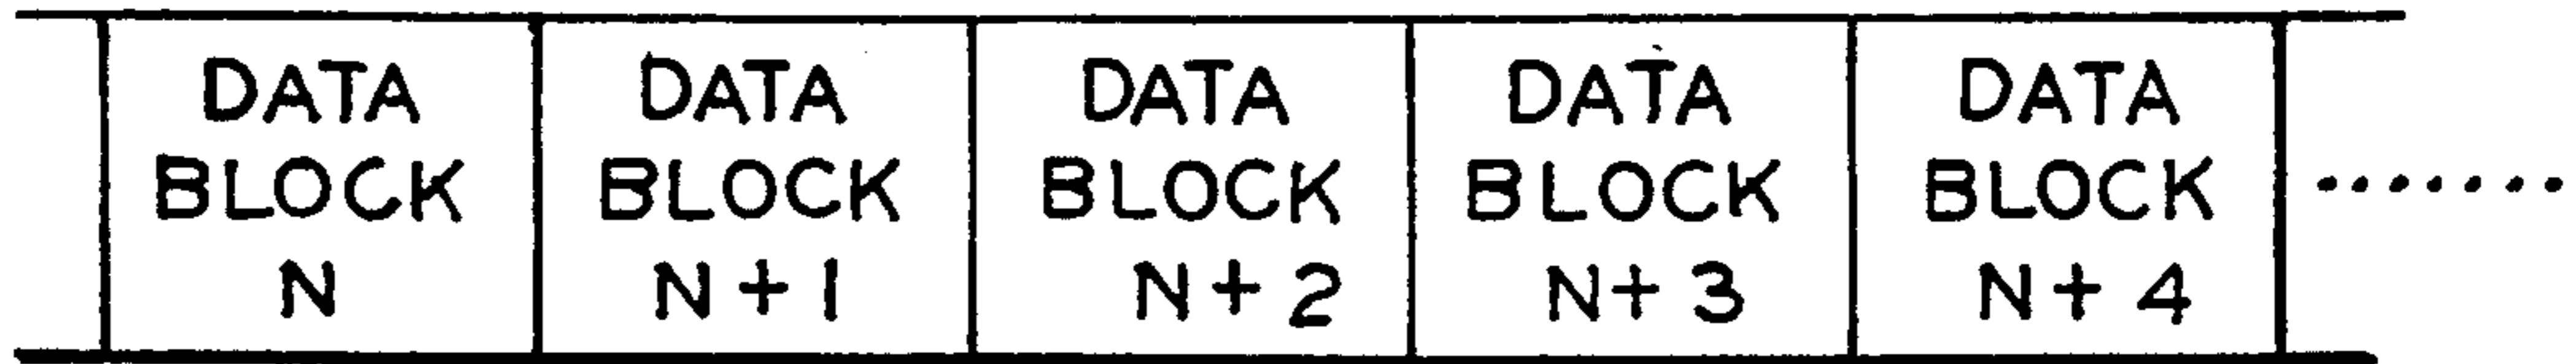 DATA BLOCK N
DATA BLOCK N+1
DATA BLOCK N+2
DATA BLOCK N+3
DATA BLOCK N+4
.......